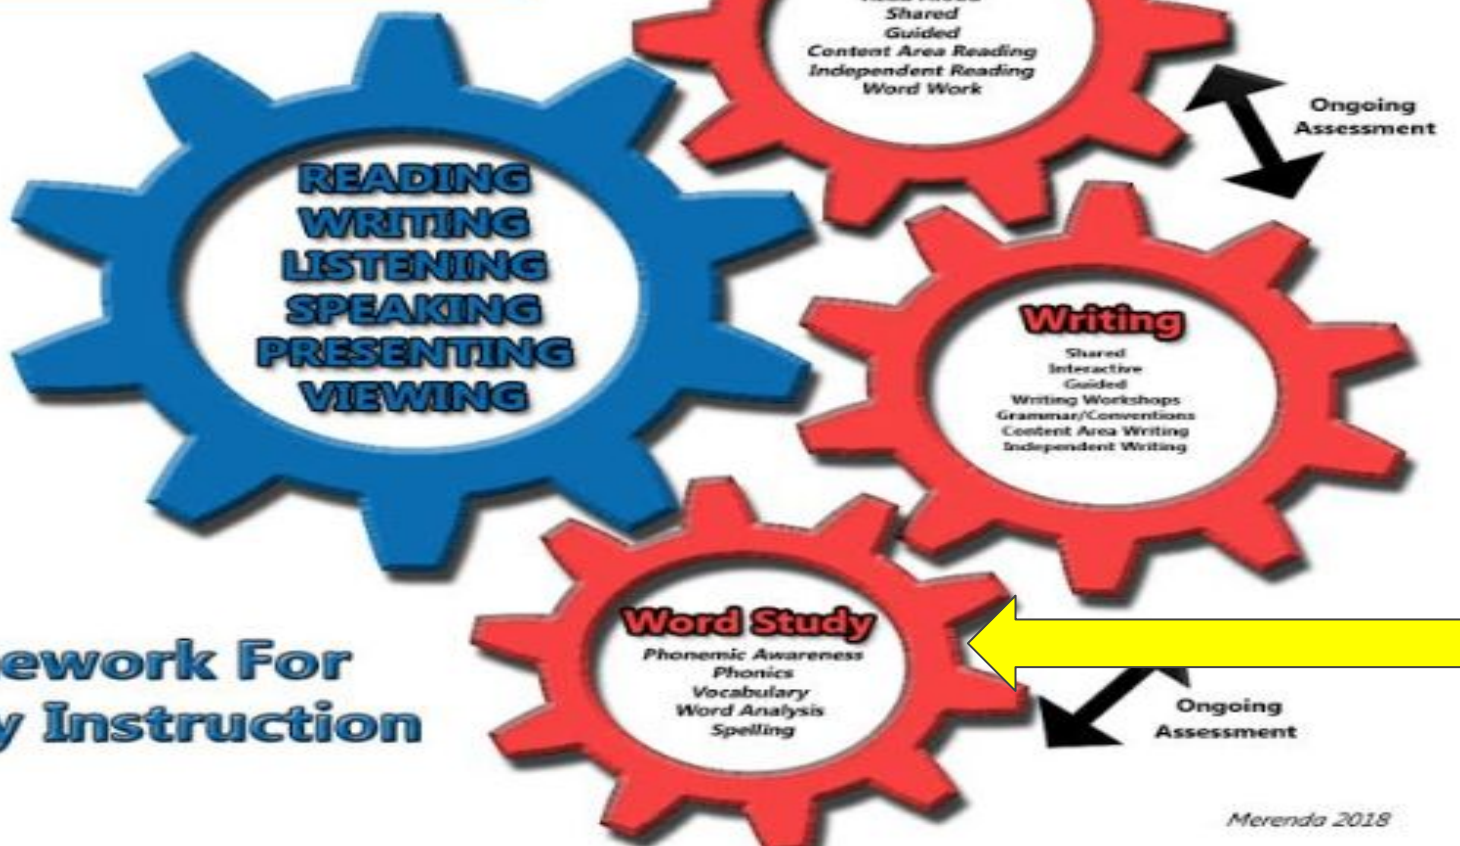 Shared
Guided
Content Area Reading
Independent Reading
Word Work
Ongoing
Assessment
READING
WRITING
LISTENING
SPEAKING
PRESENTING
VIEWING
Writing
Shared
Interactive
Guided
Writing Workshops
Grammar/Conventions
Content Area Writing
Independent Writing
Word Study
Phonemic Awareness
Phonics
Vocabulary
Word Analysis
Spelling
ework For
y Instruction
Ongoing
Assessment
Merenda 2018